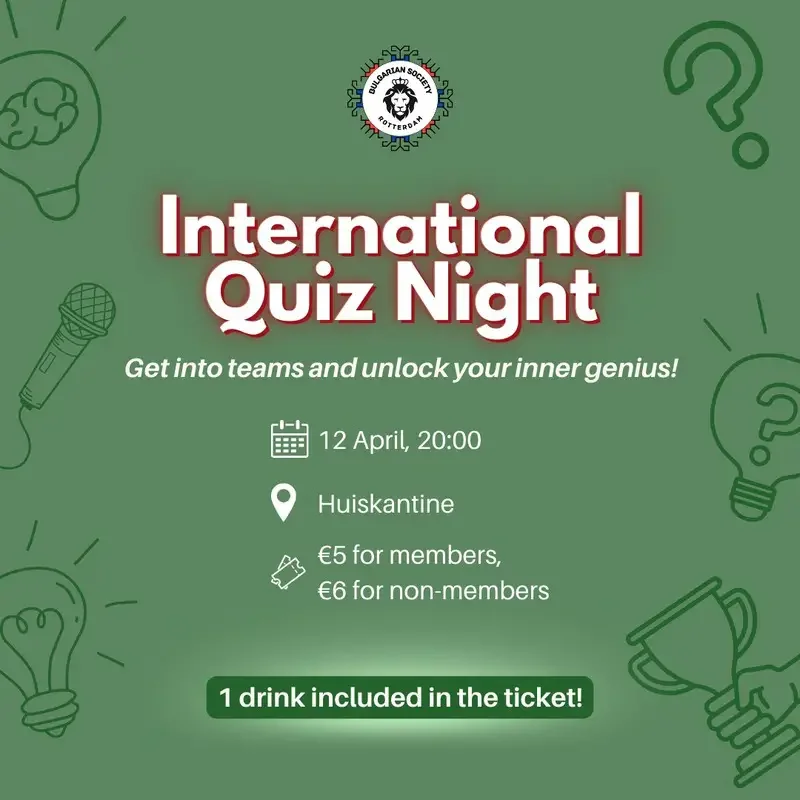 BULGARIAN SOCIETY
ROTTERDAM
International
Quiz Night
Get into teams and unlock your inner genius!
12 April, 20:00
Huiskantine
€5 for members,
€6 for non-members
1 drink included in the ticket!